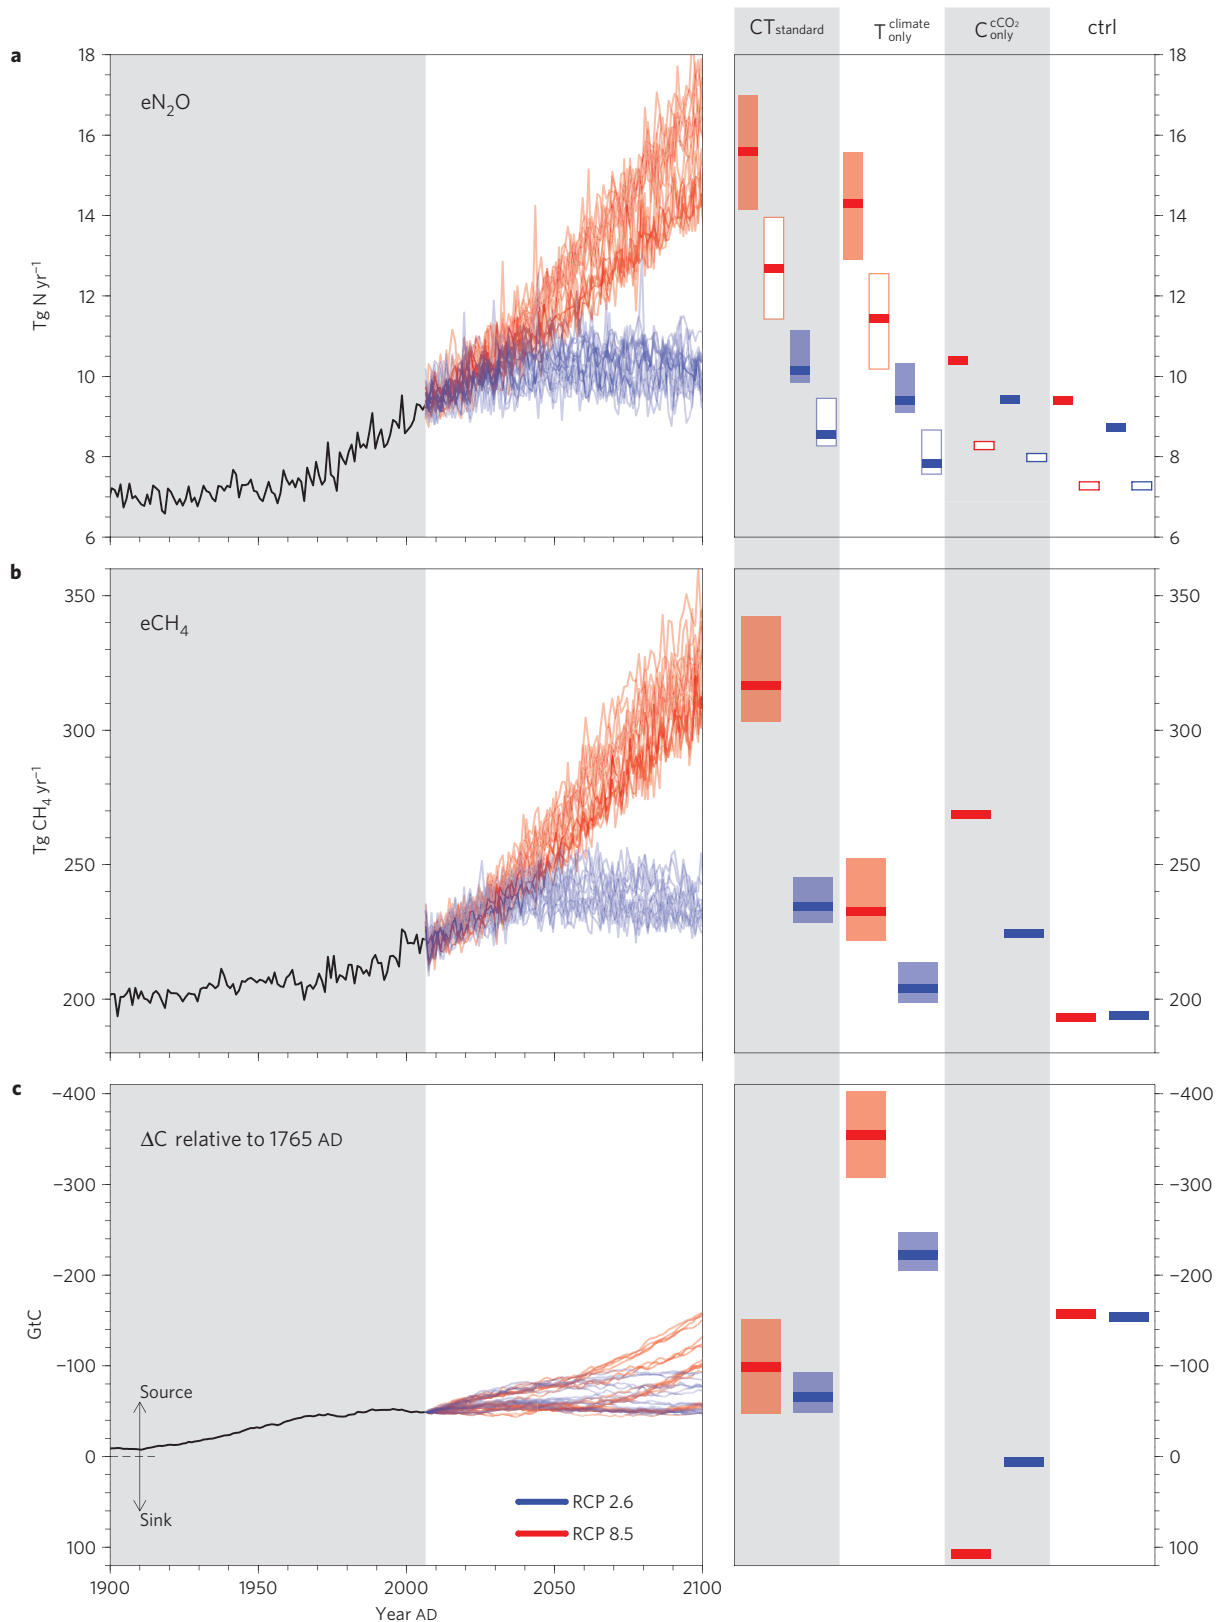 CTstandard
T climate only
C cCO₂ only
ctrl
a
eN₂O
Tg N yr⁻¹
18
16
14
12
10
8
6
18
16
14
12
10
8
6
b
eCH₄
Tg CH₄ yr⁻¹
350
300
250
200
350
300
250
200
c
ΔC relative to 1765 AD
GtC
−400
−300
−200
−100
0
100
Source
Sink
RCP 2.6
RCP 8.5
−400
−300
−200
−100
0
100
1900 1950 2000 2050 2100
Year AD